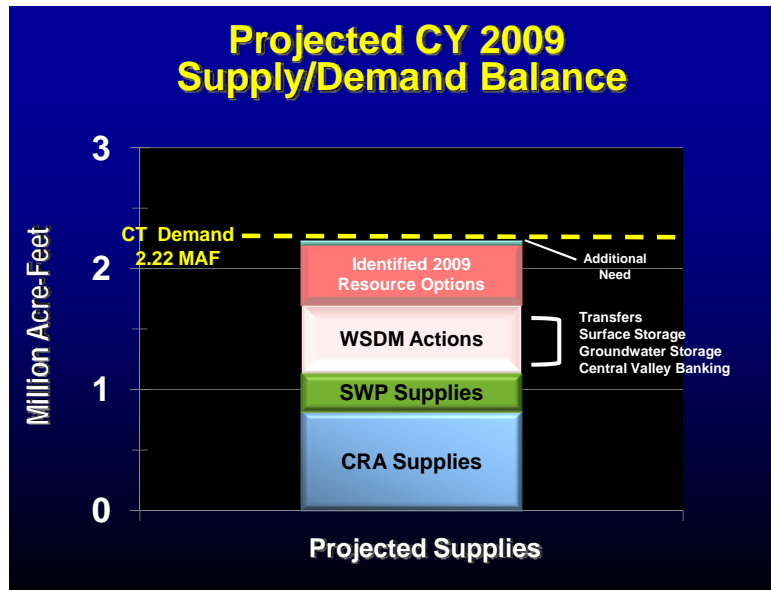 Projected CY 2009
Supply/Demand Balance
3
2
1
0
Million Acre-Feet
CT Demand
2.22 MAF
Additional
Need
Identified 2009
Resource Options
WSDM Actions
Transfers
Surface Storage
Groundwater Storage
Central Valley Banking
SWP Supplies
CRA Supplies
Projected Supplies